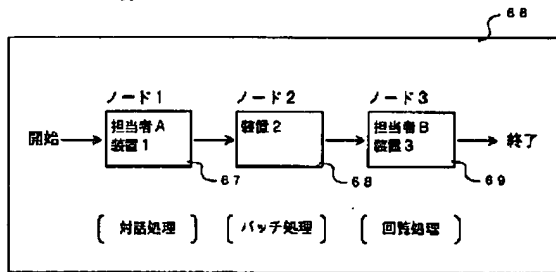 66
ノード1 ノード2 ノード3
開始 担当者A 装置2 担当者B 終了
装置1 装置3
67 68 69
[対話処理] [バッチ処理] [回覧処理]